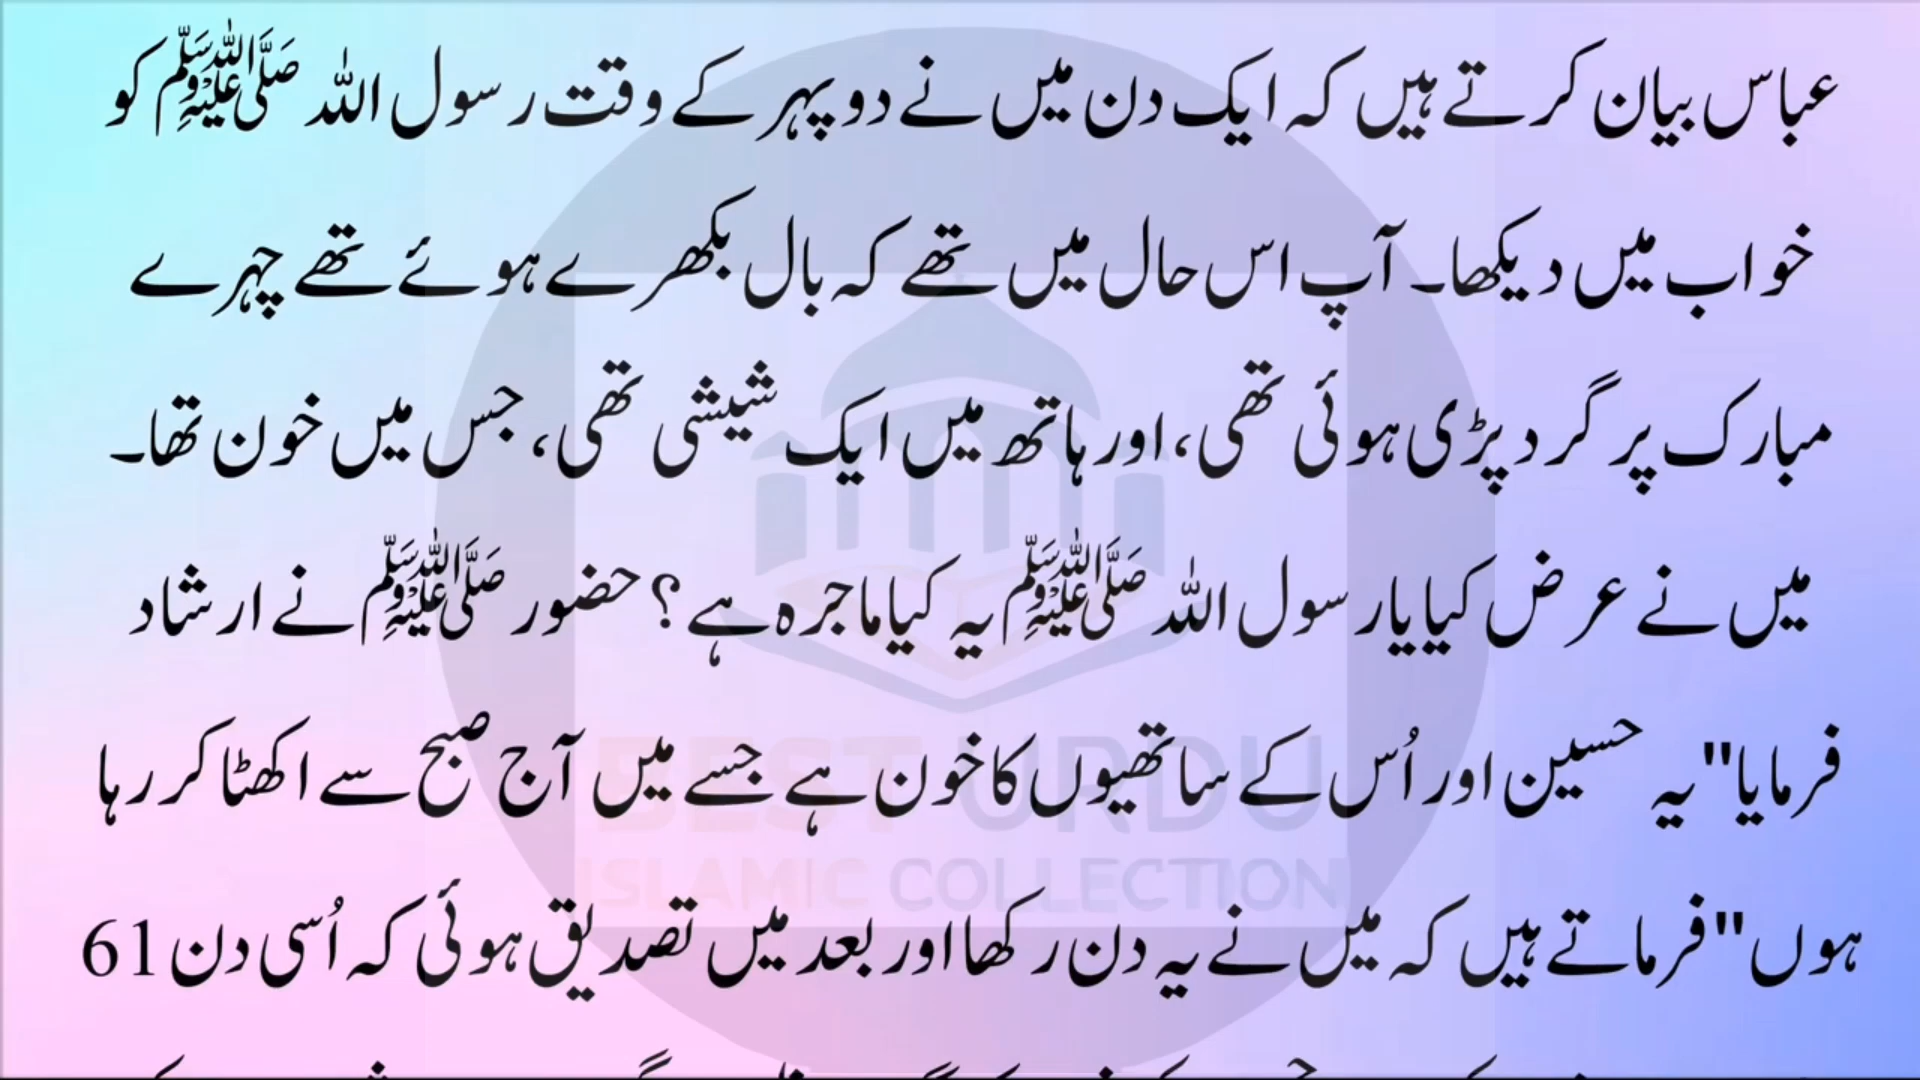 عباس بیان کرتے ہیں کہ ایک دن میں نے دوپہر کے وقت رسول اللہ ﷺ کو
خواب میں دیکھا۔ آپ اس حال میں تھے کہ بال بکھرے ہوئے تھے چہرے
مبارک پر گرد پڑی ہوئی تھی، اور ہاتھ میں ایک شیشی تھی، جس میں خون تھا۔
میں نے عرض کیا یا رسول اللہ ﷺ یہ کیا ماجرہ ہے؟ حضور ﷺ نے ارشاد
فرمایا"یہ حسین اور اُس کے ساتھیوں کا خون ہے جسے میں آج صبح سے اکھٹا کر رہا
ہوں"فرماتے ہیں کہ میں نے یہ دن رکھا اور بعد میں تصدیق ہوئی کہ اُسی دن 61
BEST URDU
ISLAMIC COLLECTION